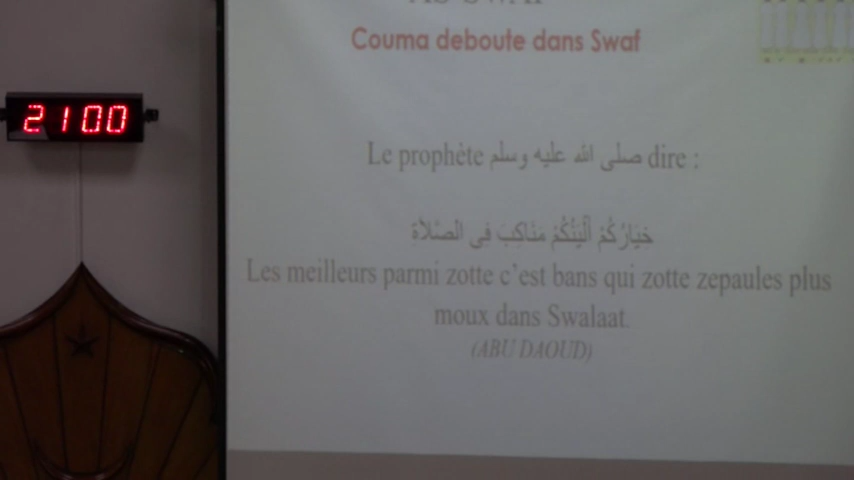 21 00
Couma deboute dans Swaf
Le prophète صلى الله عليه وسلم dire :
خِيَارُكُمْ أَلْيَنُكُمْ مَنَاكِبَ فِى الصَّلَاةِ
Les meilleurs parmi zotte c'est bans qui zotte zepaules plus
moux dans Swalaat.
(ABU DAOUD)